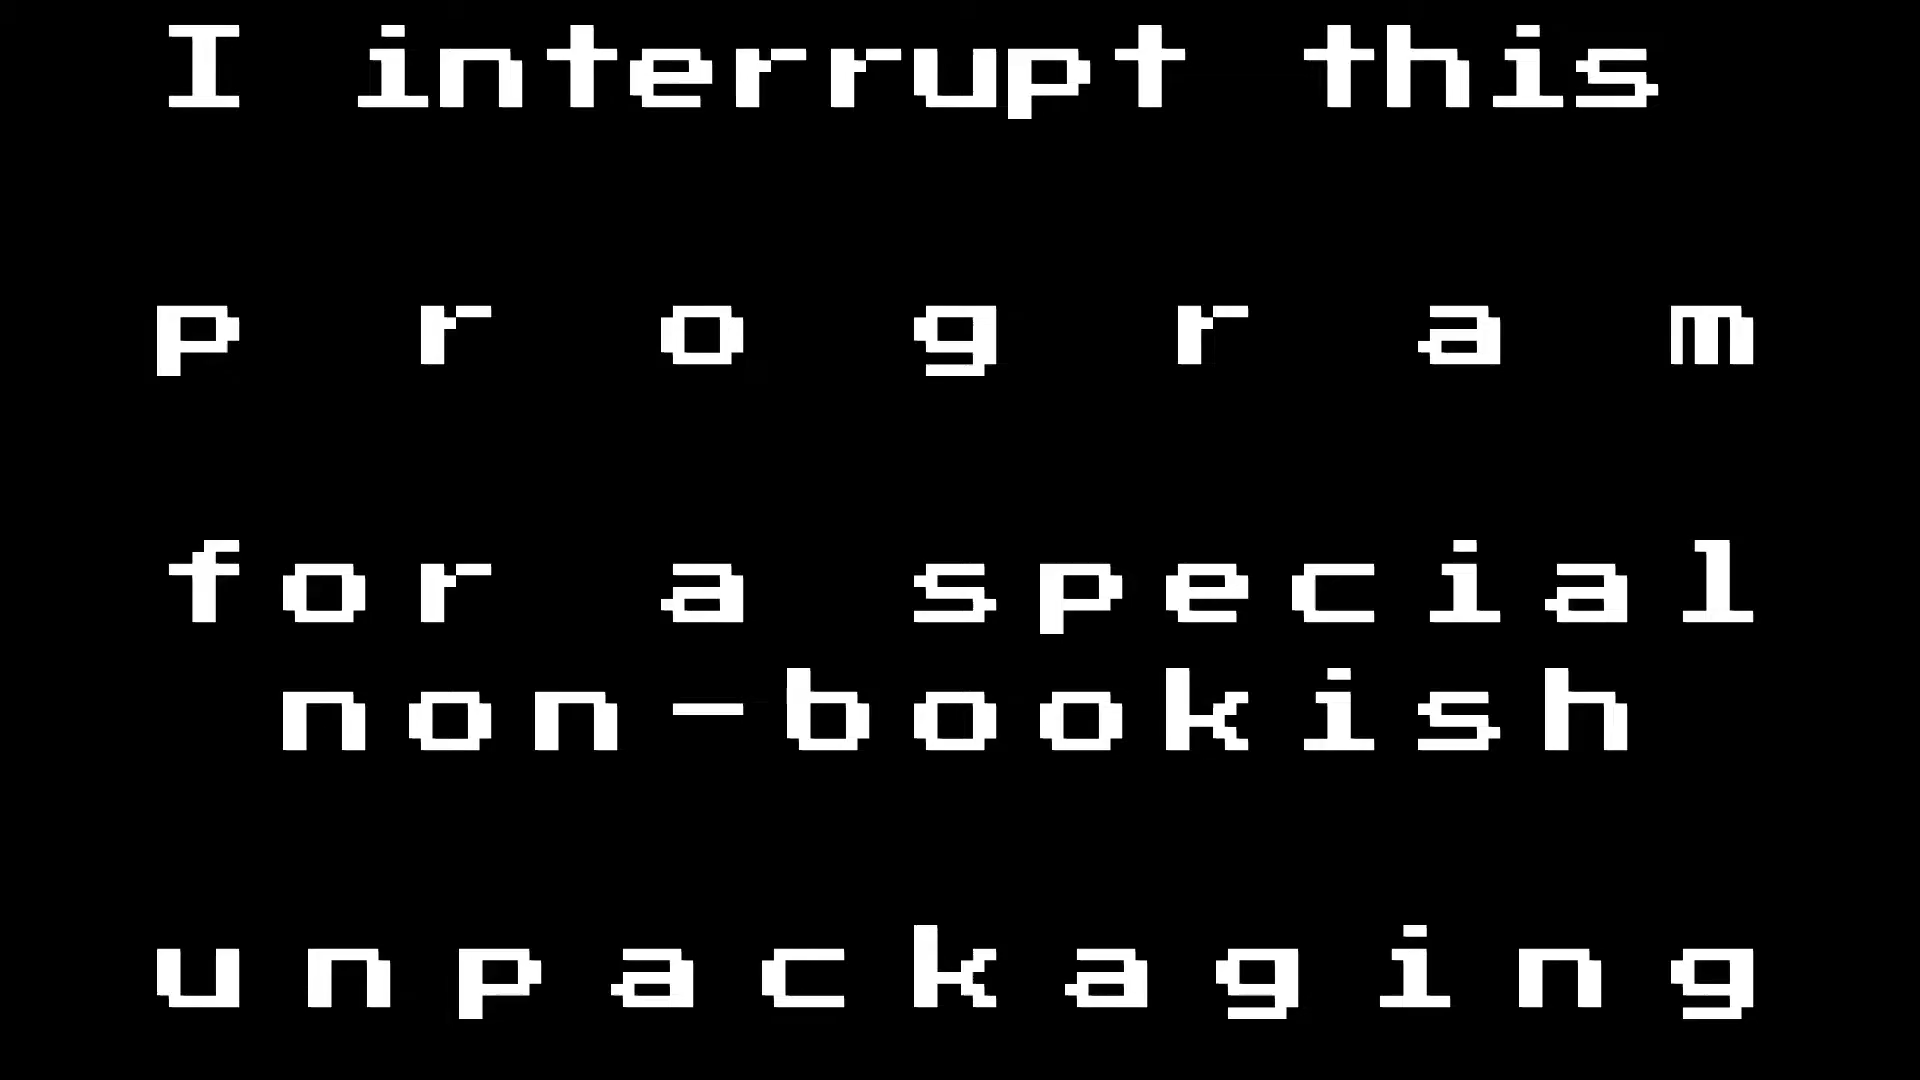 I interrupt this
program
for a special
non-bookish
unpackaging